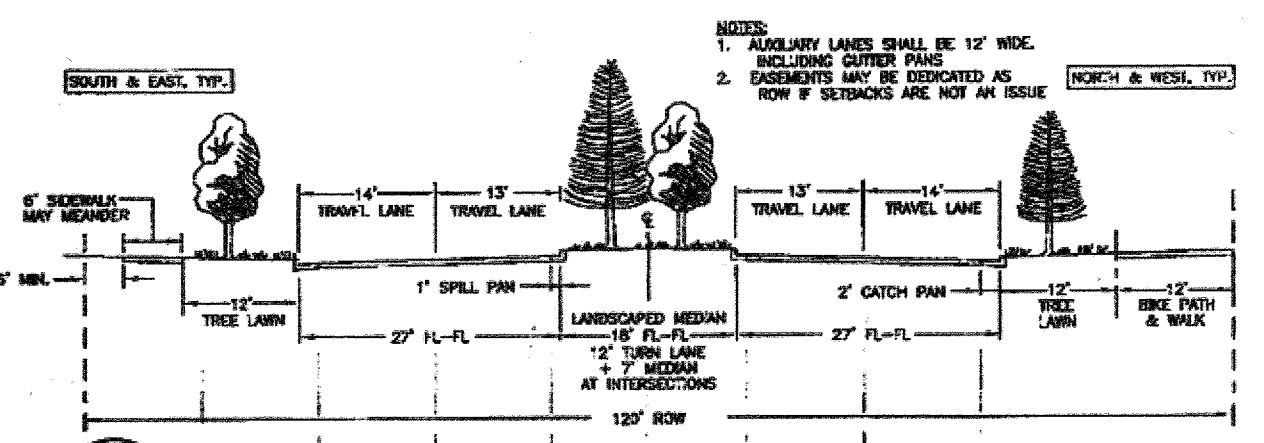 NOTES:
1. AUXILIARY LANES SHALL BE 12' WIDE.
INCLUDING GUTTER PANS
2. EASEMENTS MAY BE DEDICATED AS
ROW IF SETBACKS ARE NOT AN ISSUE
SOUTH & EAST, TYP.
NORTH & WEST, TYP.
6' SIDEWALK
MAY MEANDER
14'
TRAVEL LANE
13'
TRAVEL LANE
13'
TRAVEL LANE
14'
TRAVEL LANE
℄
5' MIN.
12'
TREE LAWN
1' SPILL PAN
2' CATCH PAN
12'
TREE
LAWN
12'
BIKE PATH
& WALK
27' FL-FL
LANDSCAPED MEDIAN
18' FL-FL
12' TURN LANE
+ 7' MEDIAN
AT INTERSECTIONS
27' FL-FL
120' ROW